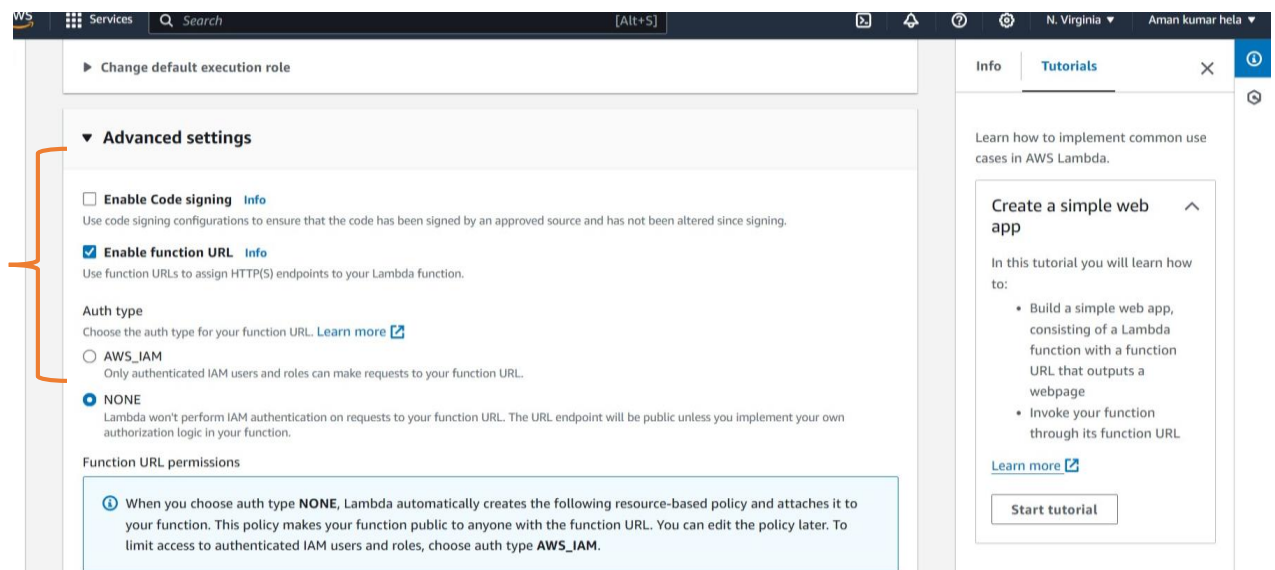 Services
Search
[Alt+S]
N. Virginia
Aman kumar hela
Change default execution role
Advanced settings
Enable Code signing Info
Use code signing configurations to ensure that the code has been signed by an approved source and has not been altered since signing.
Enable function URL Info
Use function URLs to assign HTTP(S) endpoints to your Lambda function.
Auth type
Choose the auth type for your function URL. Learn more
AWS_IAM
Only authenticated IAM users and roles can make requests to your function URL.
NONE
Lambda won't perform IAM authentication on requests to your function URL. The URL endpoint will be public unless you implement your own
authorization logic in your function.
Function URL permissions
When you choose auth type NONE, Lambda automatically creates the following resource-based policy and attaches it to
your function. This policy makes your function public to anyone with the function URL. You can edit the policy later. To
limit access to authenticated IAM users and roles, choose auth type AWS_IAM.
Info
Tutorials
Learn how to implement common use
cases in AWS Lambda.
Create a simple web
app
In this tutorial you will learn how
to:
• Build a simple web app,
consisting of a Lambda
function with a function
URL that outputs a
webpage
• Invoke your function
through its function URL
Learn more
Start tutorial